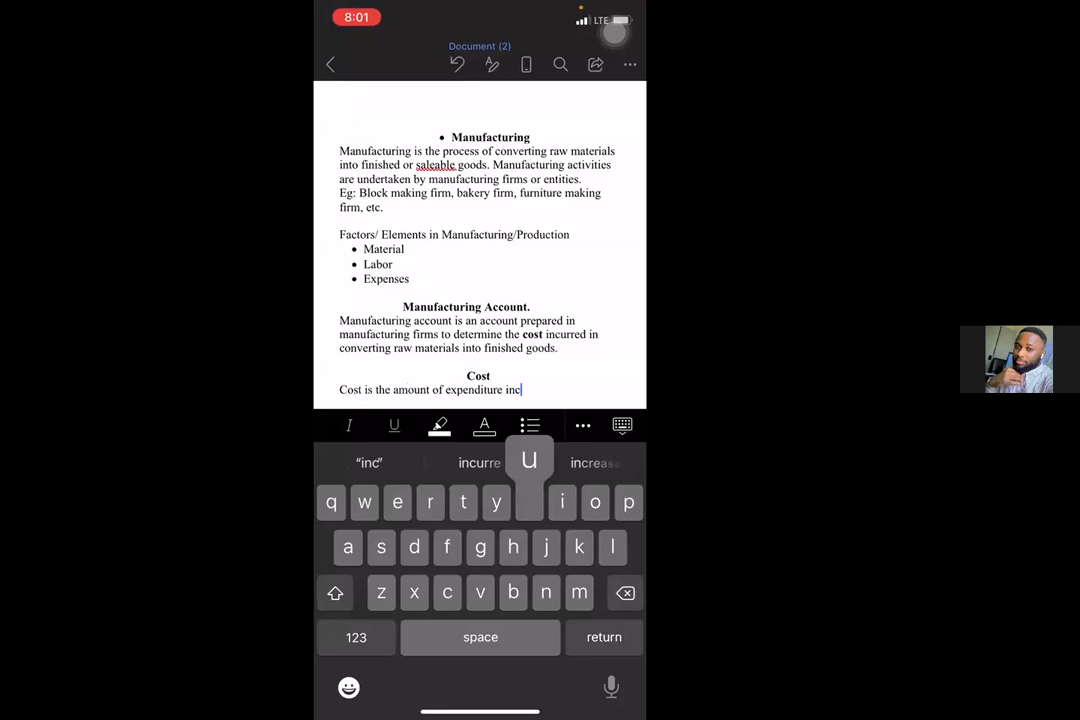 8:01
LTE
Document (2)
• Manufacturing
Manufacturing is the process of converting raw materials
into finished or saleable goods. Manufacturing activities
are undertaken by manufacturing firms or entities.
Eg: Block making firm, bakery firm, furniture making
firm, etc.
Factors/ Elements in Manufacturing/Production
• Material
• Labor
• Expenses
Manufacturing Account.
Manufacturing account is an account prepared in
manufacturing firms to determine the cost incurred in
converting raw materials into finished goods.
Cost
Cost is the amount of expenditure inc
I U A
“inc” incurre u increas
q w e r t y i o p
a s d f g h j k l
z x c v b n m
123 space return